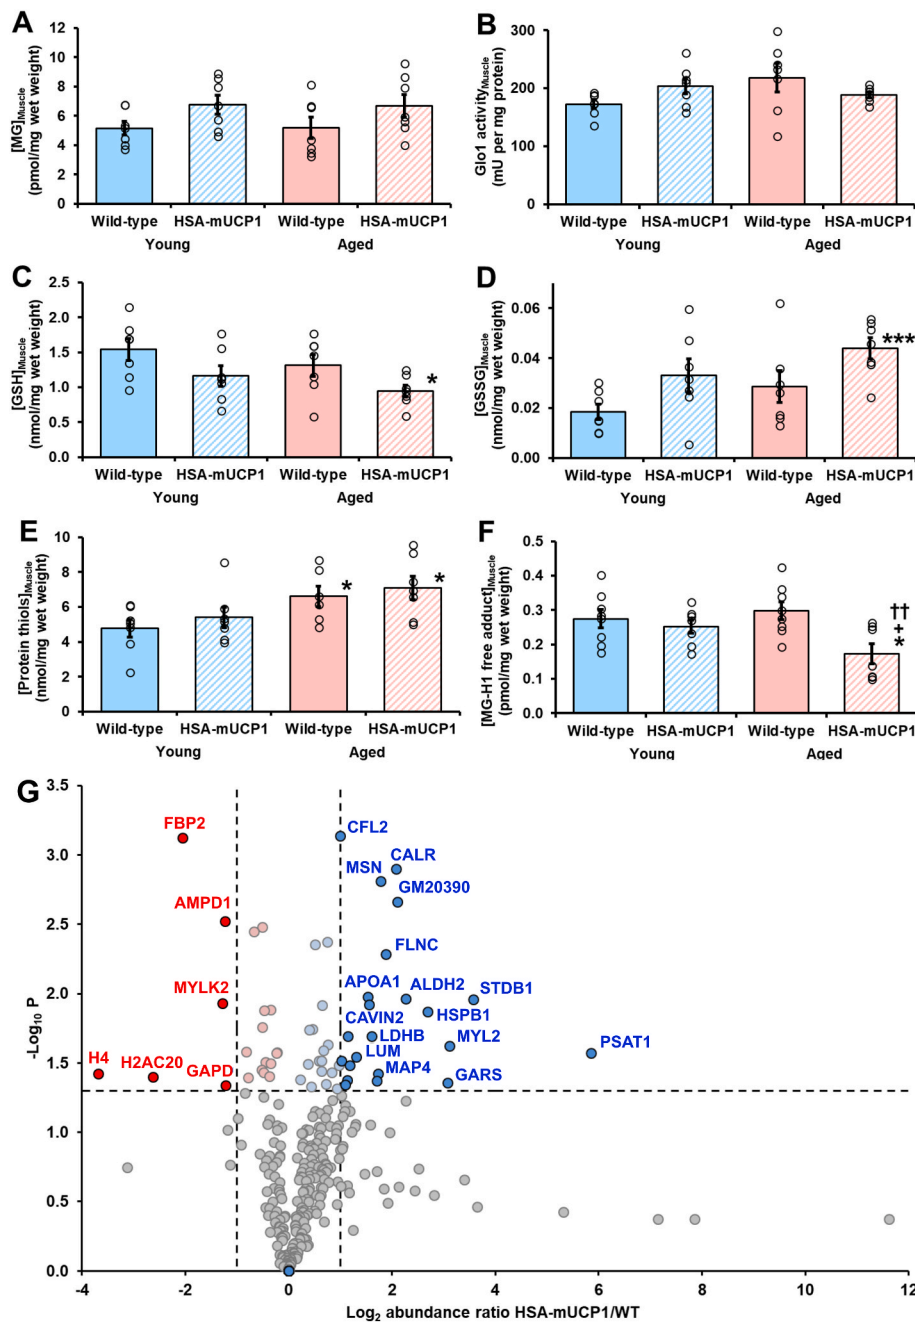 A
[MG]Muscle
(pmol/mg wet weight)
12
10
8
6
4
2
0
Wild-type HSA-mUCP1 Wild-type HSA-mUCP1
Young Aged
B
Glo1 activityMuscle
(mU per mg protein)
300
200
100
0
Wild-type HSA-mUCP1 Wild-type HSA-mUCP1
Young Aged
C
[GSH]Muscle
(nmol/mg wet weight)
2.5
2.0
1.5
1.0
0.5
0.0
*
Wild-type HSA-mUCP1 Wild-type HSA-mUCP1
Young Aged
D
[GSSG]Muscle
(nmol/mg wet weight)
0.06
0.04
0.02
0.00
***
Wild-type HSA-mUCP1 Wild-type HSA-mUCP1
Young Aged
E
[Protein thiols]Muscle
(nmol/mg wet weight)
10
8
6
4
2
0
* *
Wild-type HSA-mUCP1 Wild-type HSA-mUCP1
Young Aged
F
[MG-H1 free adduct]Muscle
(pmol/mg wet weight)
0.5
0.4
0.3
0.2
0.1
0.0
††
+
*
Wild-type HSA-mUCP1 Wild-type HSA-mUCP1
Young Aged
G
-Log10 P
3.5
3.0
2.5
2.0
1.5
1.0
0.5
0.0
FBP2
CFL2
CALR
MSN
GM20390
AMPD1
FLNC
APOA1
ALDH2
STDB1
MYLK2
HSPB1
CAVIN2
LDHB
MYL2
PSAT1
LUM
H4
H2AC20
GAPD
MAP4
GARS
-4 -2 0 2 4 6 8 10 12
Log2 abundance ratio HSA-mUCP1/WT